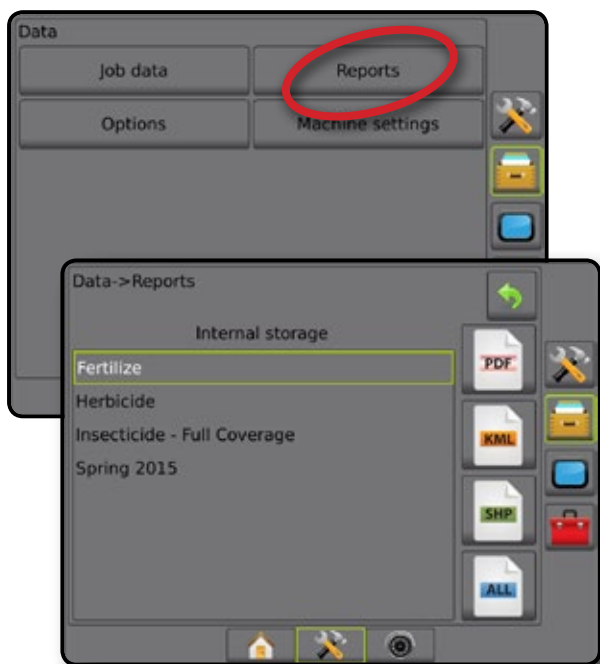 Data
Job data
Reports
Options
Machine settings
Data->Reports
Internal storage
Fertilize
Herbicide
Insecticide - Full Coverage
Spring 2015
PDF
KML
SHP
ALL